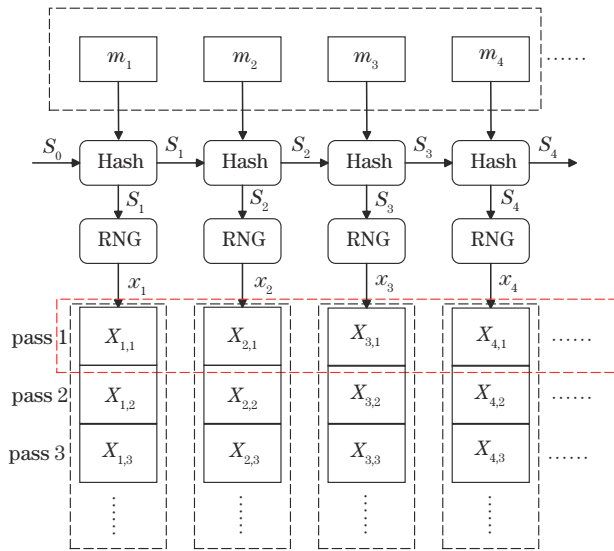 m₁ m₂ m₃ m₄ ······
S₀ S₁ S₂ S₃ S₄
Hash Hash Hash Hash
S₁ S₂ S₃ S₄
RNG RNG RNG RNG
x₁ x₂ x₃ x₄
pass 1 X₁,₁ X₂,₁ X₃,₁ X₄,₁ ······
pass 2 X₁,₂ X₂,₂ X₃,₂ X₄,₂ ······
pass 3 X₁,₃ X₂,₃ X₃,₃ X₄,₃ ······
······ ······ ······ ······